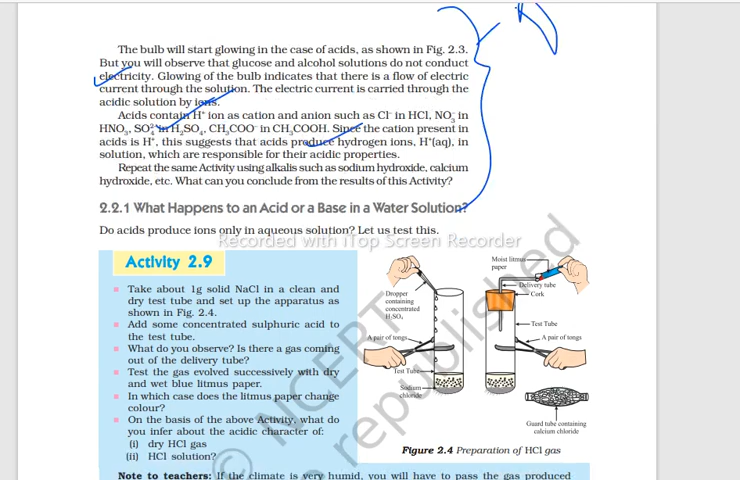 The bulb will start glowing in the case of acids, as shown in Fig. 2.3.
But you will observe that glucose and alcohol solutions do not conduct
electricity. Glowing of the bulb indicates that there is a flow of electric
current through the solution. The electric current is carried through the
acidic solution by ions.
Acids contain H⁺ ion as cation and anion such as Cl⁻ in HCl, NO₃⁻ in
HNO₃, SO₄²⁻ in H₂SO₄, CH₃COO⁻ in CH₃COOH. Since the cation present
in acids is H⁺, this suggests that acids produce hydrogen ions, H⁺(aq), in
solution, which are responsible for their acidic properties.
Repeat the same Activity using alkalis such as sodium hydroxide, calcium
hydroxide, etc. What can you conclude from the results of this Activity?
2.2.1 What Happens to an Acid or a Base in a Water Solution?
Do acids produce ions only in aqueous solution? Let us test this.
Recorded with iTop Screen Recorder
Activity 2.9
Take about 1g solid NaCl in a clean and
dry test tube and set up the apparatus as
shown in Fig. 2.4.
Add some concentrated sulphuric acid to
the test tube.
What do you observe? Is there a gas coming
out of the delivery tube?
Test the gas evolved successively with dry
and wet blue litmus paper.
In which case does the litmus paper change
colour?
On the basis of the above Activity, what do
you infer about the acidic character of:
(i) dry HCl gas
(ii) HCl solution?
Note to teachers: If the climate is very humid, you will have to pass the gas produced
Dropper
containing
concentrated
H₂SO₄
A pair of tongs
Test Tube
Sodium
chloride
Moist litmus
paper
Delivery tube
Cork
Test Tube
A pair of tongs
Guard tube containing
calcium chloride
Figure 2.4 Preparation of HCl gas
© NCERT
republished